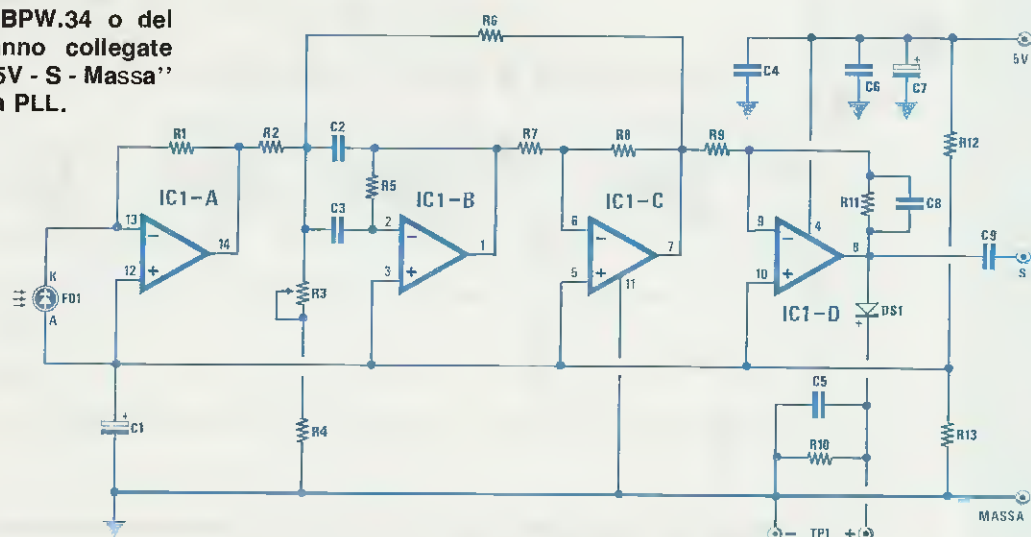 BPW.34 o del
nno collegate
5V - S - Massa”
a PLL.
R6
C4
C6
+
C7
5V
R1
R2
C2
R7
R8
R9
R12
R5
R11
C8
IC1-A
IC1-B
IC1-C
C3
13
−
14
12
+
2
−
1
3
+
6
−
7
5
+
11
9
−
4
8
10
+
C9
S
K
FD1
A
R3
IC1-D
DS1
+
+
C1
R4
C5
R10
R13
MASSA
− TP1 +